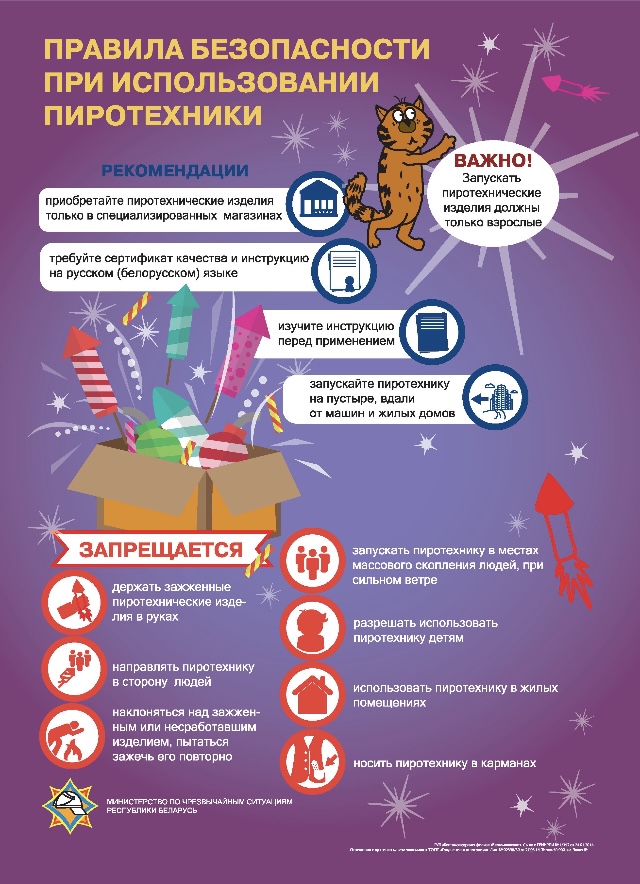 ПРАВИЛА БЕЗОПАСНОСТИ
ПРИ ИСПОЛЬЗОВАНИИ
ПИРОТЕХНИКИ
РЕКОМЕНДАЦИИ
приобретайте пиротехнические изделия
только в специализированных магазинах
ВАЖНО!
Запускать
пиротехнические
изделия должны
только взрослые
требуйте сертификат качества и инструкцию
на русском (белорусском) языке
изучите инструкцию
перед применением
запускайте пиротехнику
на пустыре, вдали
от машин и жилых домов
ЗАПРЕЩАЕТСЯ
держать зажженные
пиротехнические изде-
лия в руках
направлять пиротехнику
в сторону людей
наклоняться над зажжен-
ным или несработавшим
изделием, пытаться
зажечь его повторно
запускать пиротехнику в местах
массового скопления людей, при
сильном ветре
разрешать использовать
пиротехнику детям
использовать пиротехнику в жилых
помещениях
носить пиротехнику в карманах
МИНИСТЕРСТВО ПО ЧРЕЗВЫЧАЙНЫМ СИТУАЦИЯМ
РЕСПУБЛИКИ БЕЛАРУСЬ